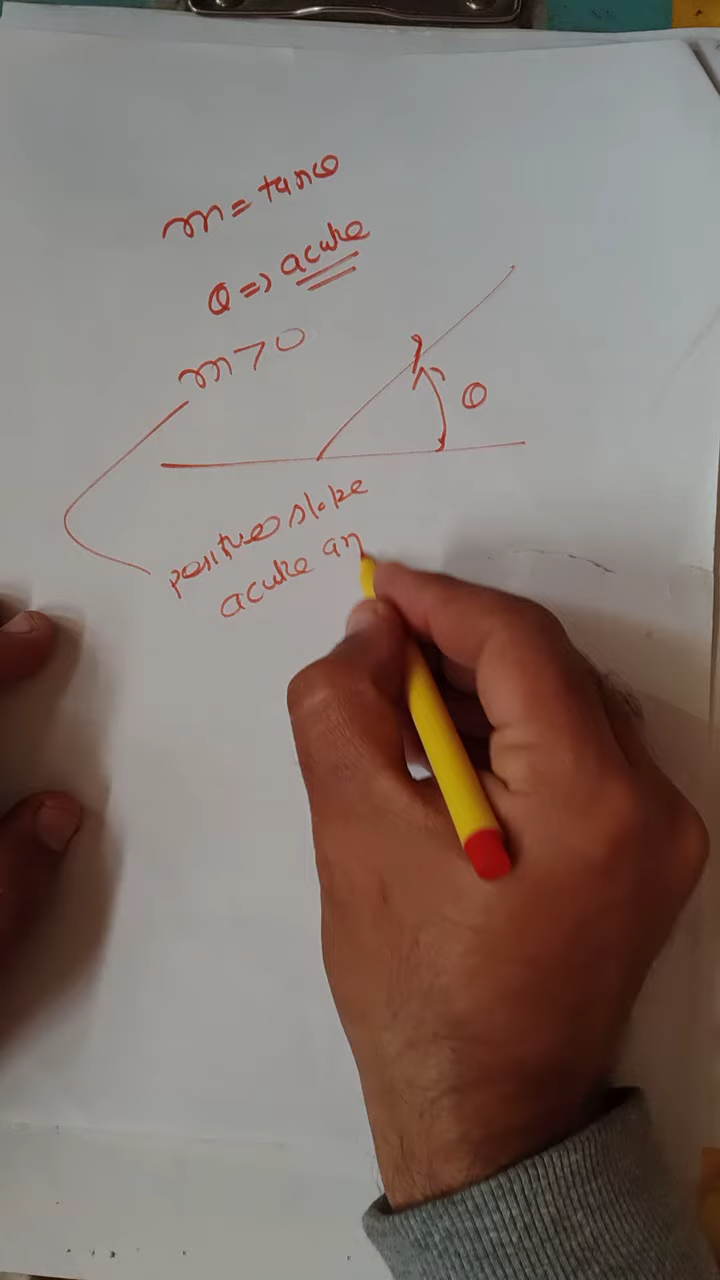 m = tanθ
θ => acute
m > 0
θ
positive slope
acute an